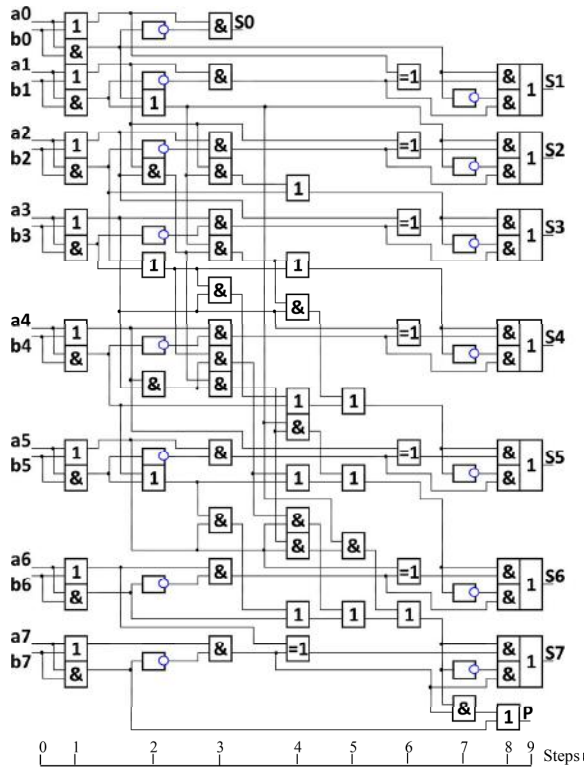 a0 1 & S0
b0 &
a1 1 & =1 & 1 S1
b1 & 1 &
a2 1 & =1 & 1 S2
b2 & & & &
1
a3 1 & =1 & 1 S3
b3 & & &
1 1
&
&
a4 1 & =1 & 1 S4
b4 & & &
& &
1 1
&
a5 1 & =1 & 1 S5
b5 & 1 1 1 &
& &
& &
a6 1 & =1 & 1 S6
b6 & &
1 1 1
a7 1 & =1 & 1 S7
b7 & &
& 1 P
0 1 2 3 4 5 6 7 8 9 Steps